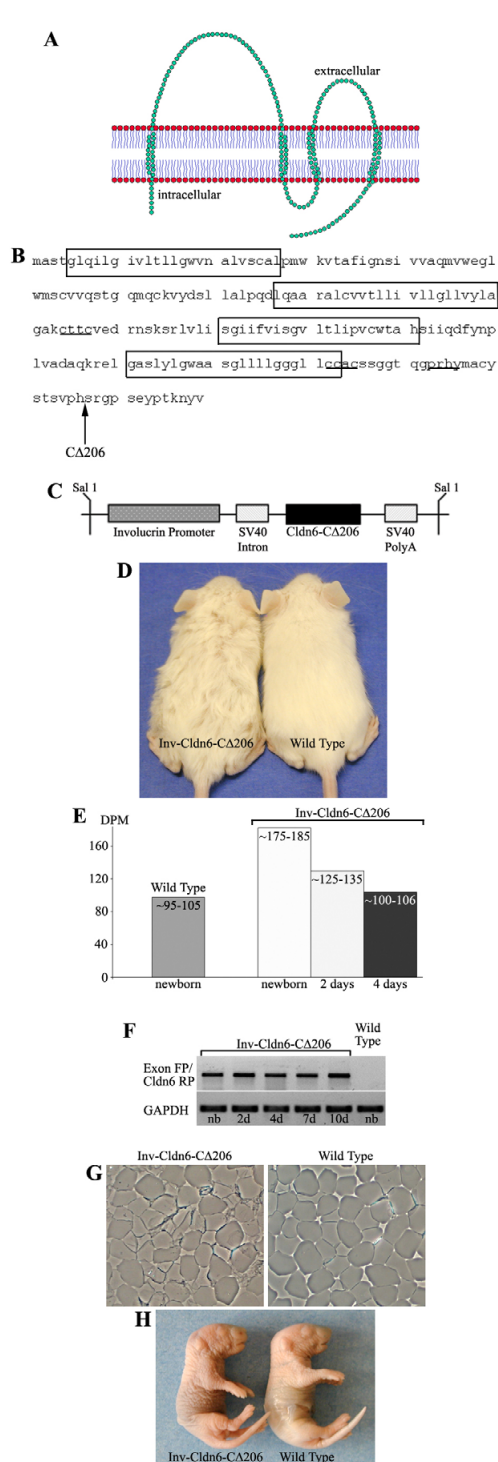 A
extracellular
intracellular
B
mastglqilg ivltllgwvn alvscalpmw kvtafignsi vvaqmvwegl
wmscvvqstg qmqckvydsl lalpqdlqaa ralcvvtlli vllgllvyla
gakcttcved rnsksrlvli sgiifvisgv ltlipvcwta hsiiqdfynp
lvadaqkrel gaslylgwaa sglllLgggl lccacssggt qgprhymacy
stsvphsrgp seyptknyv
CΔ206
C
Sal 1 Sal 1
Involucrin Promoter SV40 Cldn6-CΔ206 SV40
Intron PolyA
D
Inv-Cldn6-CΔ206 Wild Type
E
DPM Inv-Cldn6-CΔ206
160
~175-185
~125-135
120
Wild Type
~95-105 ~100-106
80
40
0
newborn newborn 2 days 4 days
F
Inv-Cldn6-CΔ206 Wild
Type
Exon FP/
Cldn6 RP
GAPDH
nb 2d 4d 7d 10d nb
Inv-Cldn6-CΔ206 Wild Type
G
H
Inv-Cldn6-CΔ206 Wild Type